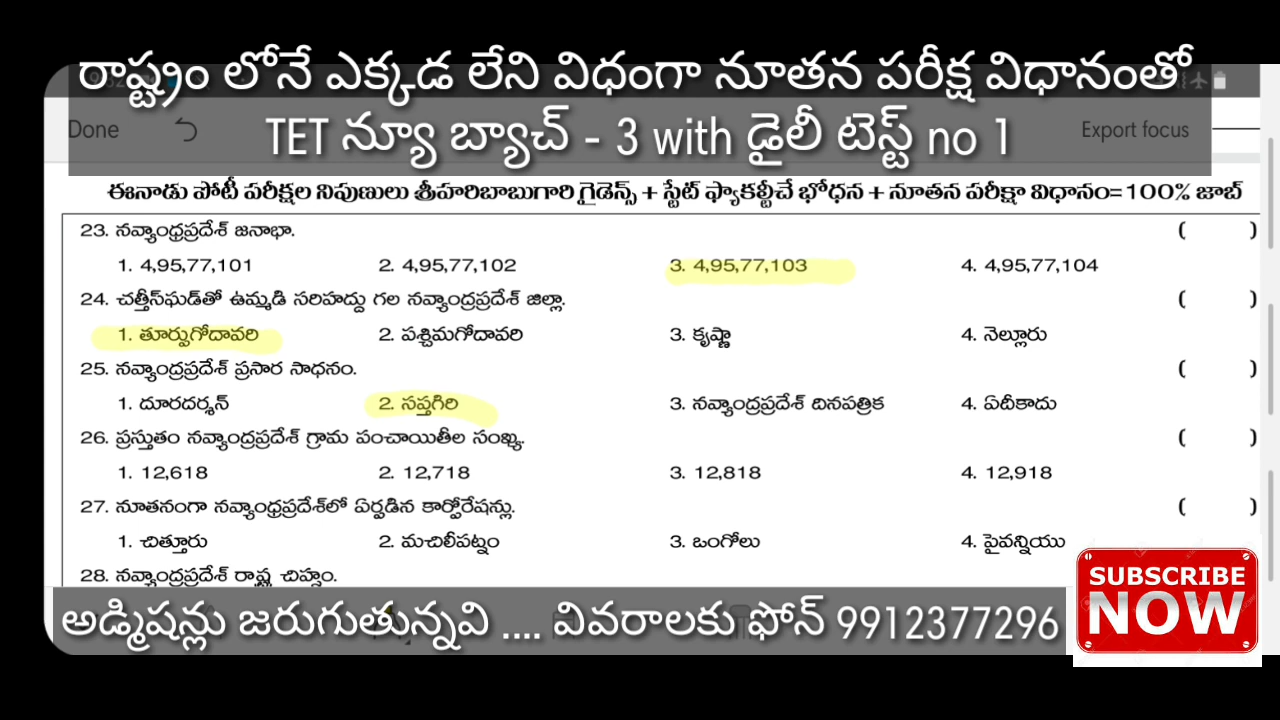 రాష్ట్రం లోనే ఎక్కడ లేని విధంగా నూతన పరీక్ష విధానంతో
TET న్యూ బ్యాచ్ - 3 with డైలీ టెస్ట్ no 1
Done
Export focus
ఈనాడు పోటీ పరీక్షల నిపుణులు శ్రీహరిబాబుగారి గైడెన్స్ + స్టేట్ ఫ్యాకల్టీచే భోధన + నూతన పరీక్షా విధానం= 100% జాబ్
23. నవ్యాంధ్రప్రదేశ్ జనాభా. ( )
1. 4,95,77,101 2. 4,95,77,102 3. 4,95,77,103 4. 4,95,77,104
24. చత్తీస్‌ఘడ్‌తో ఉమ్మడి సరిహద్దు గల నవ్యాంద్రప్రదేశ్ జిల్లా. ( )
1. తూర్పుగోదావరి 2. పశ్చిమగోదావరి 3. కృష్ణా 4. నెల్లూరు
25. నవ్యాంద్రప్రదేశ్ ప్రసార సాధనం. ( )
1. దూరదర్శన్ 2. సప్తగిరి 3. నవ్యాంద్రప్రదేశ్ దినపత్రిక 4. ఏదీకాదు
26. ప్రస్తుతం నవ్యాంద్రప్రదేశ్ గ్రామ పంచాయితీల సంఖ్య. ( )
1. 12,618 2. 12,718 3. 12,818 4. 12,918
27. నూతనంగా నవ్యాంధ్రప్రదేశ్‌లో ఏర్పడిన కార్పోరేషన్లు. ( )
1. చిత్తూరు 2. మచిలీపట్నం 3. ఒంగోలు 4. పైవన్నియు
28. నవ్యాంద్రప్రదేశ్ రాష్ట్ర చిహ్నం.
అడ్మిషన్లు జరుగుతున్నవి .... వివరాలకు ఫోన్ 9912377296
SUBSCRIBE
NOW